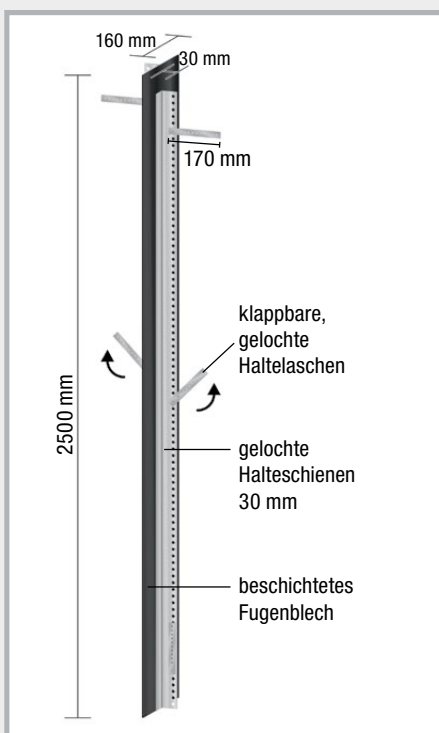 160 mm
30 mm
170 mm
klappbare,
gelochte
Haltelaschen
2500 mm
gelochte
Halteschienen
30 mm
beschichtetes
Fugenblech